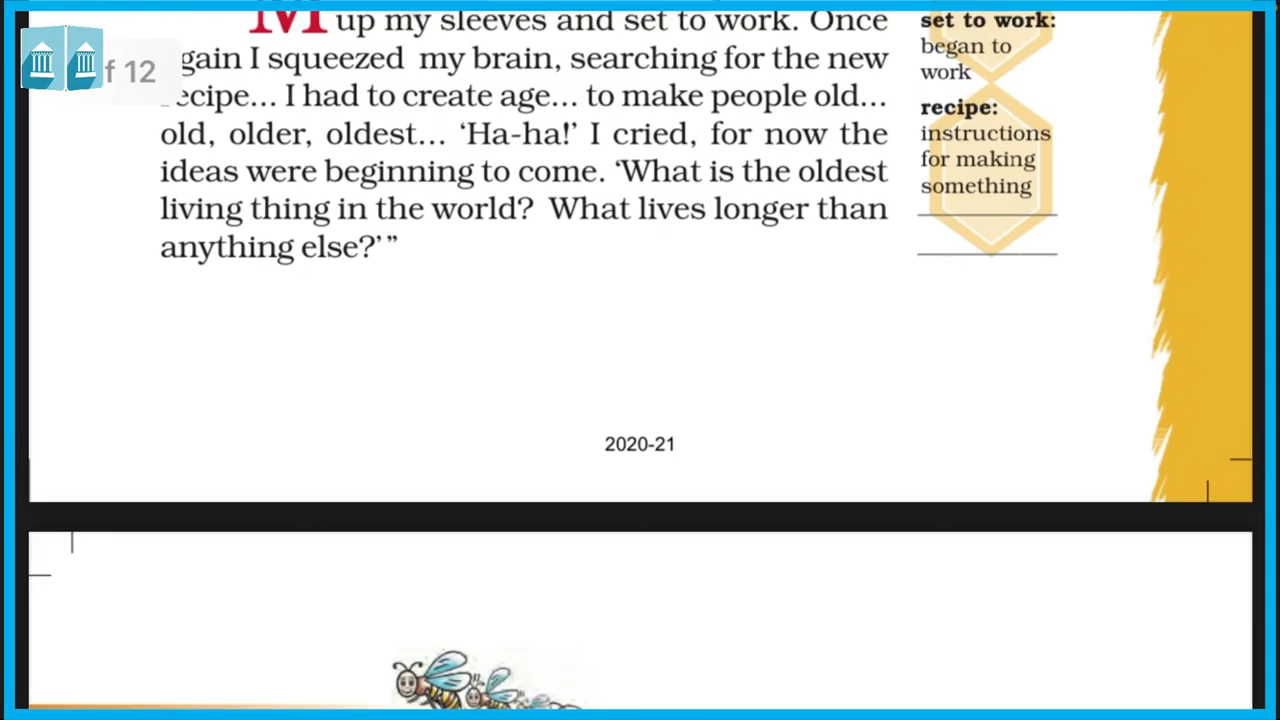 M up my sleeves and set to work. Once
gain I squeezed my brain, searching for the new
ecipe... I had to create age... to make people old...
old, older, oldest... ‘Ha-ha!’ I cried, for now the
ideas were beginning to come. ‘What is the oldest
living thing in the world? What lives longer than
anything else?’ ”
set to work:
began to
work
recipe:
instructions
for making
something
f 12
2020-21